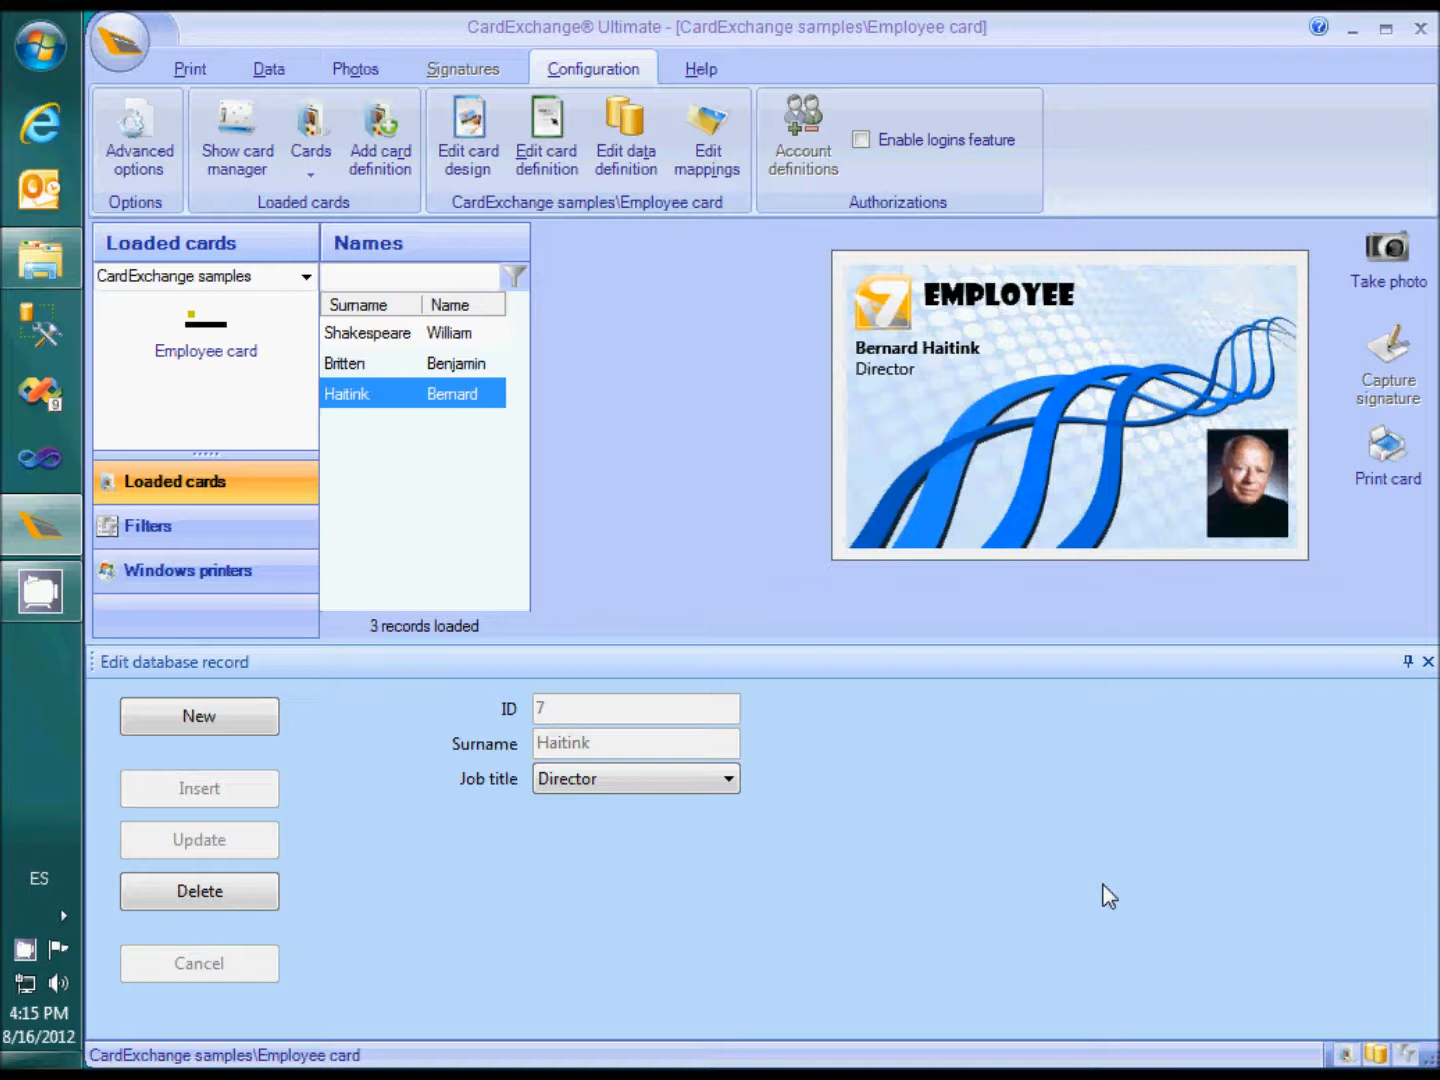 CardExchange® Ultimate - [CardExchange samples\Employee card]
Print
Data
Photos
Signatures
Configuration
Help
Advanced
options
Show card
manager
Cards
Add card
definition
Edit card
design
Edit card
definition
Edit data
definition
Edit
mappings
Account
definitions
Enable logins feature
Options
Loaded cards
CardExchange samples\Employee card
Authorizations
Loaded cards
CardExchange samples
Employee card
Loaded cards
Filters
Windows printers
Names
Surname Name
Shakespeare William
Britten Benjamin
Haitink Bernard
3 records loaded
7 EMPLOYEE
Bernard Haitink
Director
Take photo
Capture
signature
Print card
Edit database record
New
Insert
Update
Delete
Cancel
ID 7
Surname Haitink
Job title Director
9
ES
4:15 PM
8/16/2012
CardExchange samples\Employee card